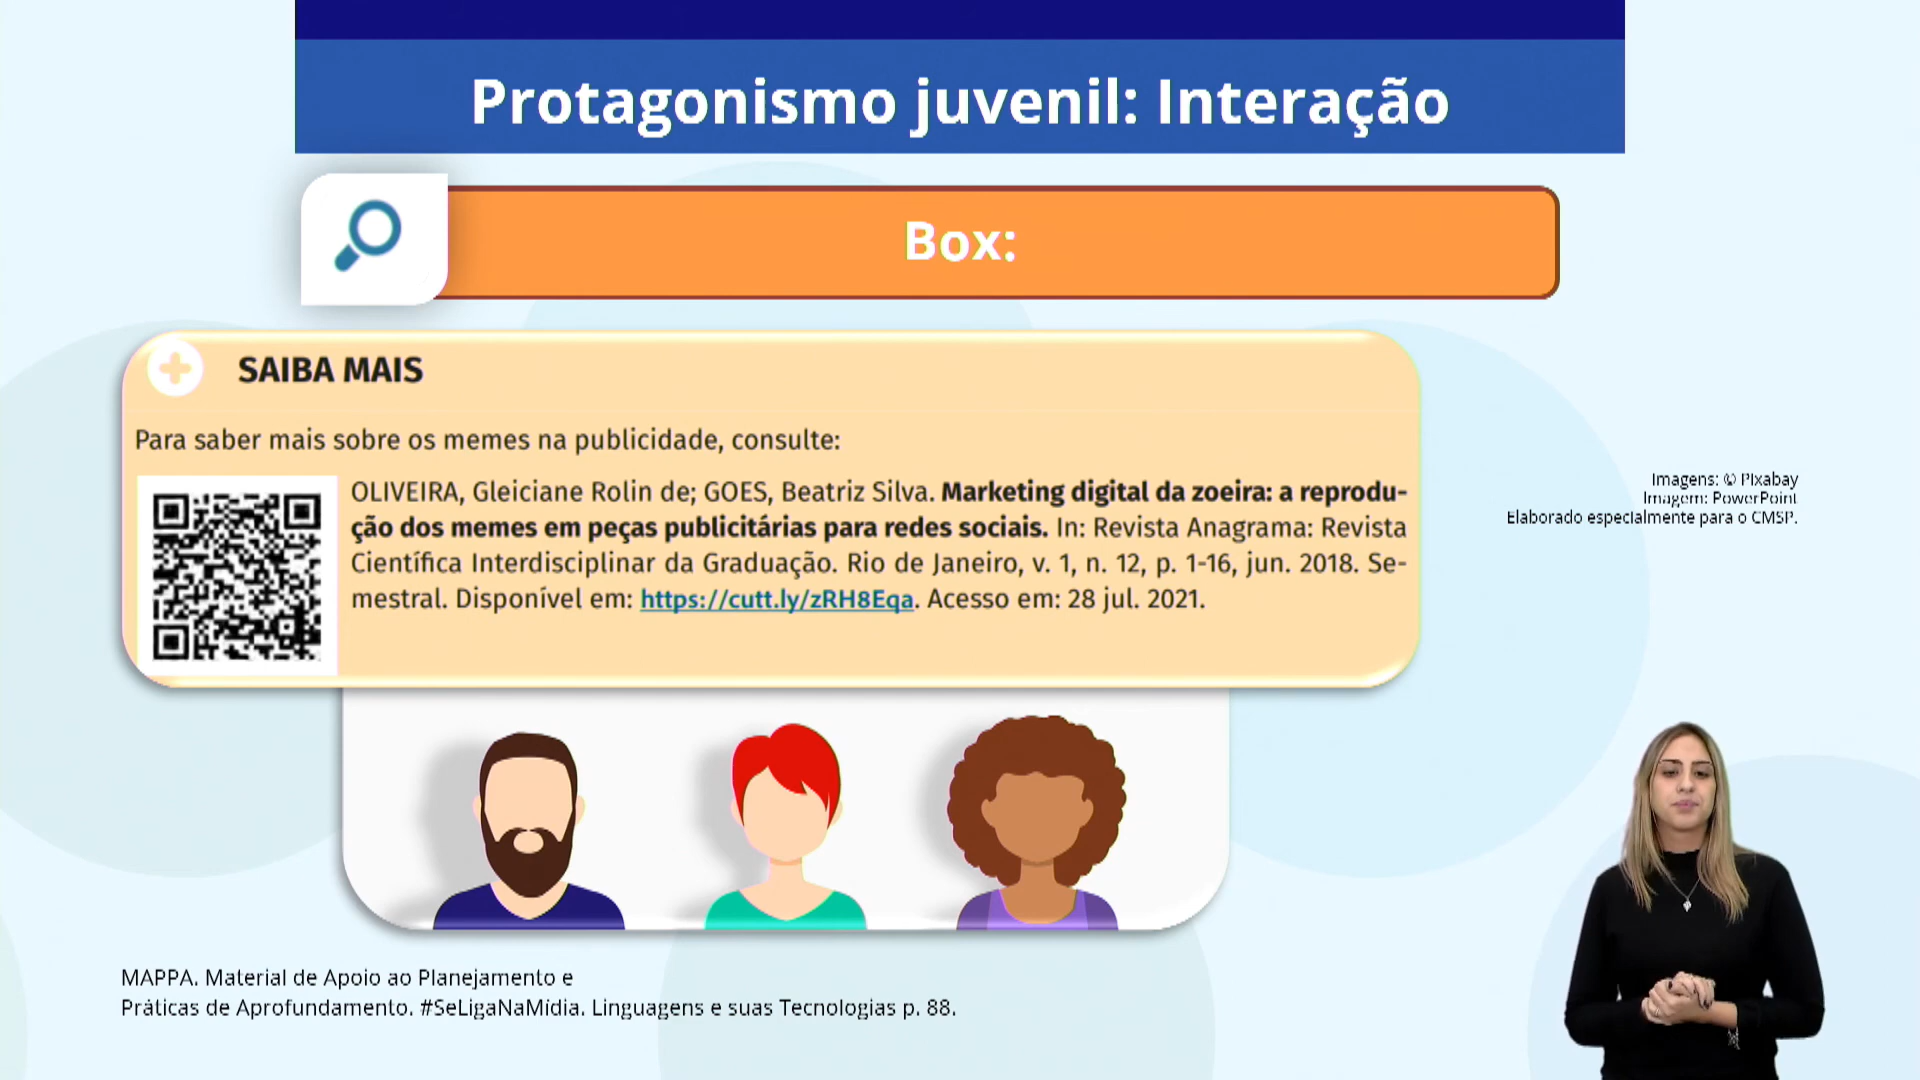 Protagonismo juvenil: Interação
Box:
SAIBA MAIS
Para saber mais sobre os memes na publicidade, consulte:
OLIVEIRA, Gleiciane Rolin de; GOES, Beatriz Silva. Marketing digital da zoeira: a reprodu-
ção dos memes em peças publicitárias para redes sociais. In: Revista Anagrama: Revista
Científica Interdisciplinar da Graduação. Rio de Janeiro, v. 1, n. 12, p. 1-16, jun. 2018. Se-
mestral. Disponível em: https://cutt.ly/zRH8Eqa. Acesso em: 28 jul. 2021.
Imagens: © Pixabay
Imagem: PowerPoint
Elaborado especialmente para o CMSP.
MAPPA. Material de Apoio ao Planejamento e
Práticas de Aprofundamento. #SeLigaNaMídia. Linguagens e suas Tecnologias p. 88.